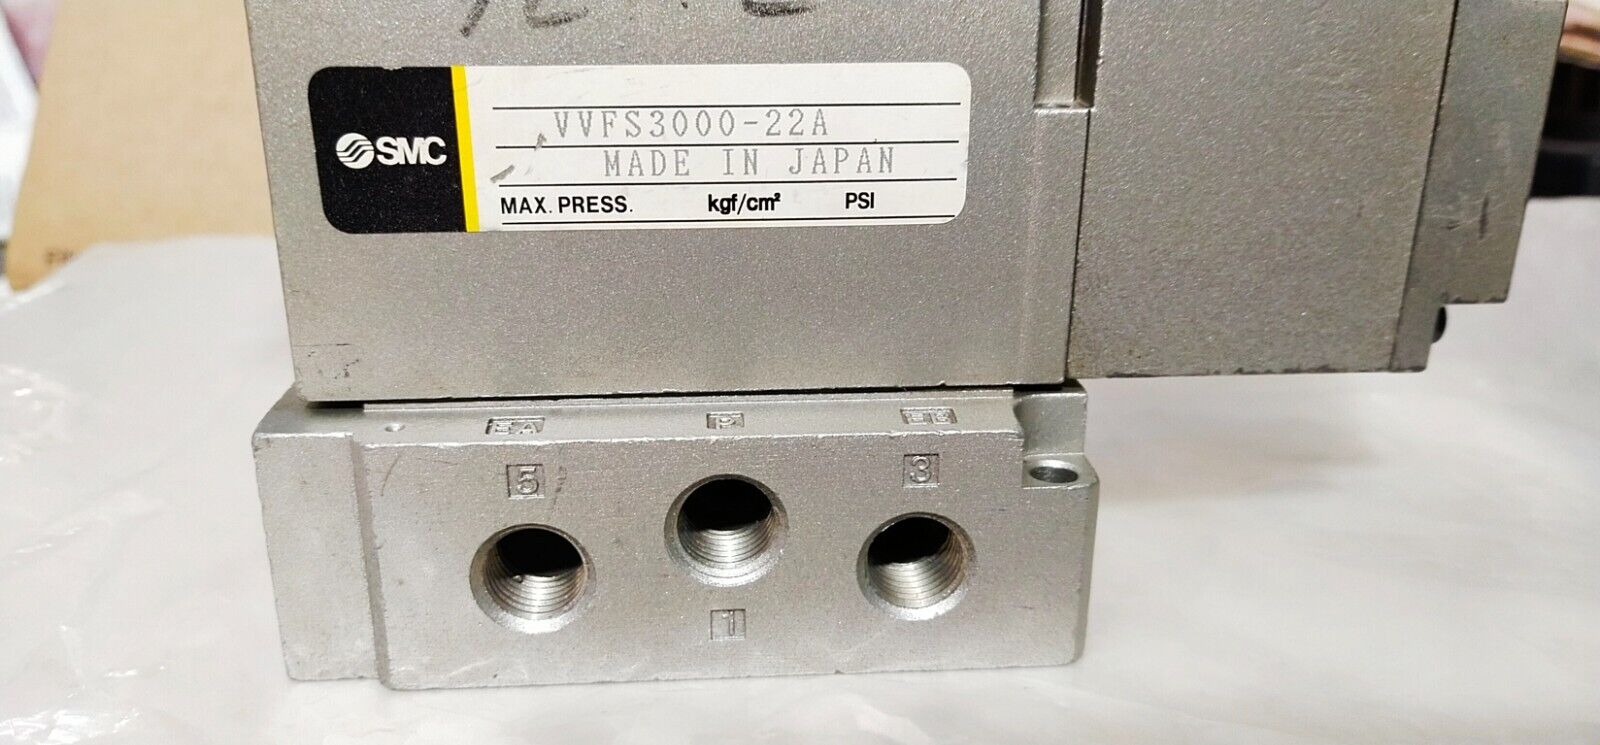 SMC
VVFS3000-22A
MADE IN JAPAN
MAX. PRESS. kgf/cm² PSI
EA P EB
5 3
1